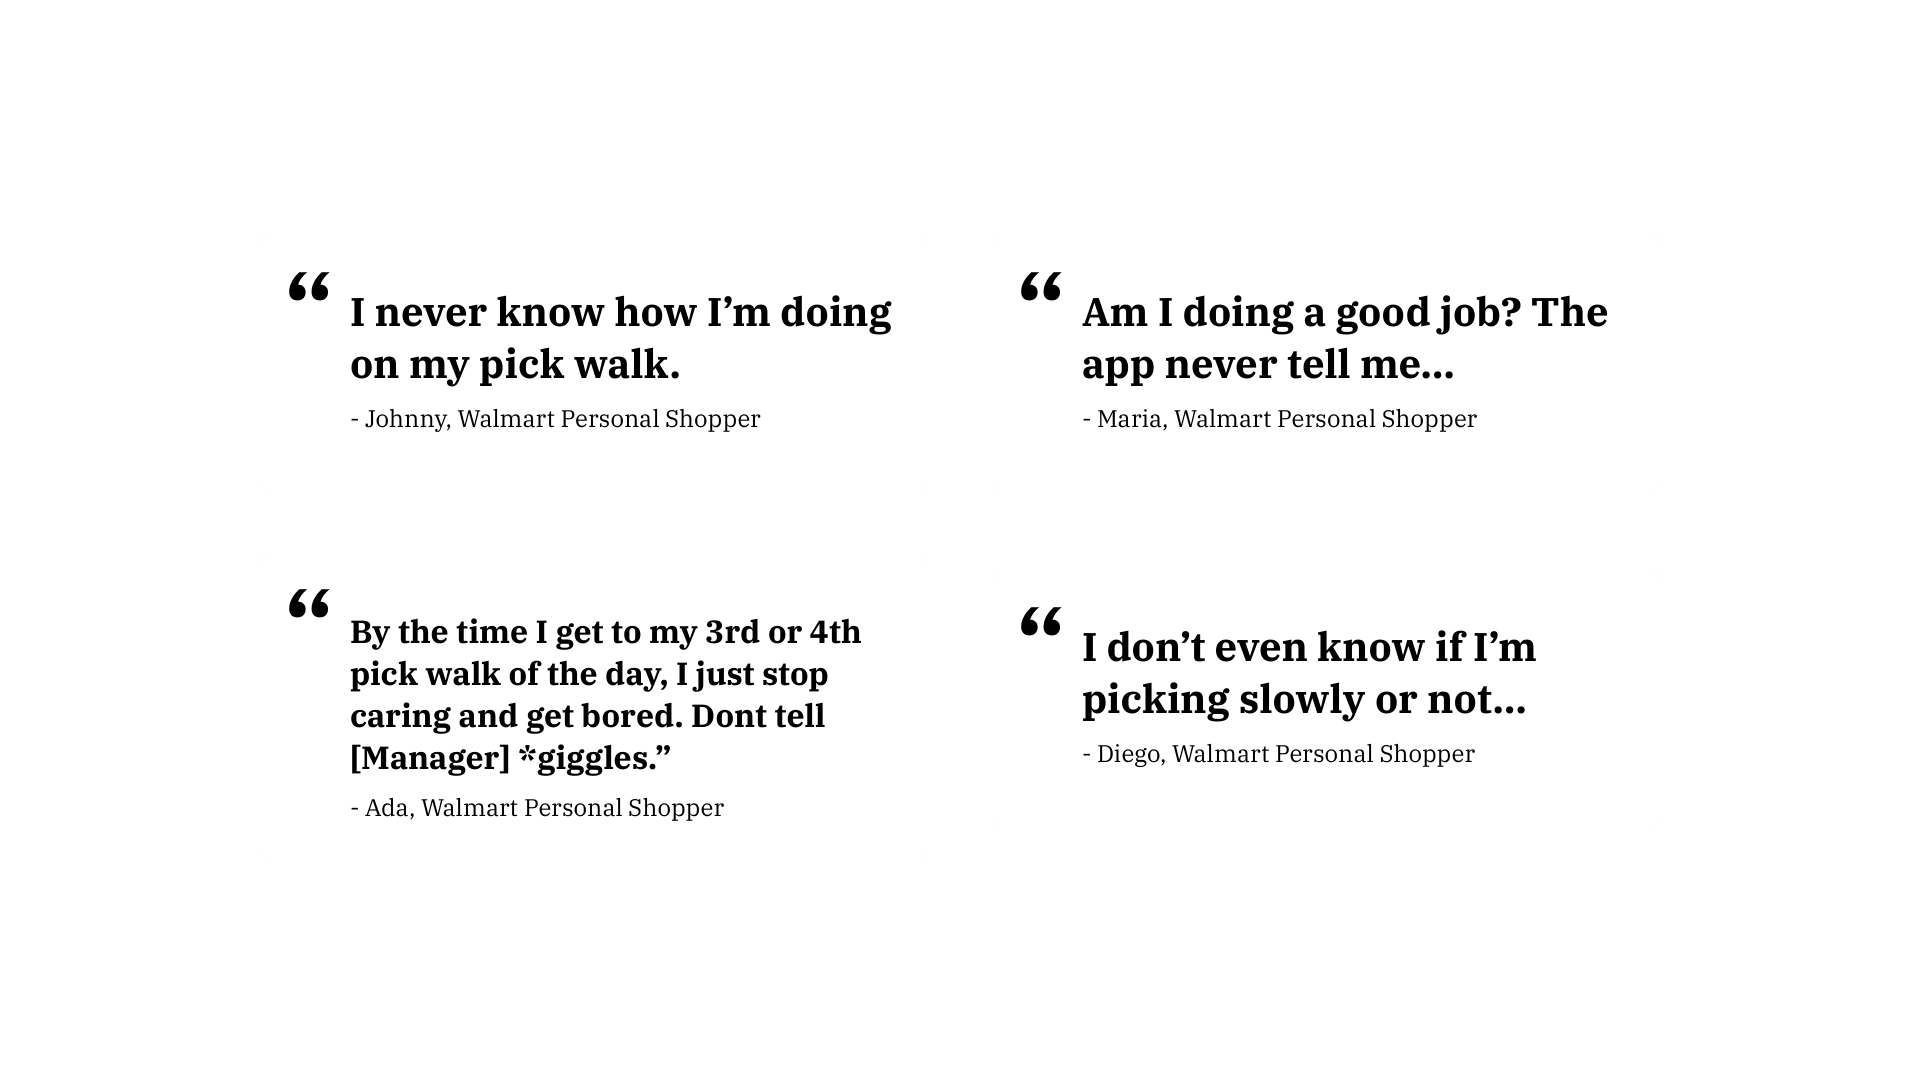 “ I never know how I’m doing
on my pick walk.
- Johnny, Walmart Personal Shopper
“ Am I doing a good job? The
app never tell me...
- Maria, Walmart Personal Shopper
“ By the time I get to my 3rd or 4th
pick walk of the day, I just stop
caring and get bored. Dont tell
[Manager] *giggles.”
- Ada, Walmart Personal Shopper
“ I don’t even know if I’m
picking slowly or not...
- Diego, Walmart Personal Shopper